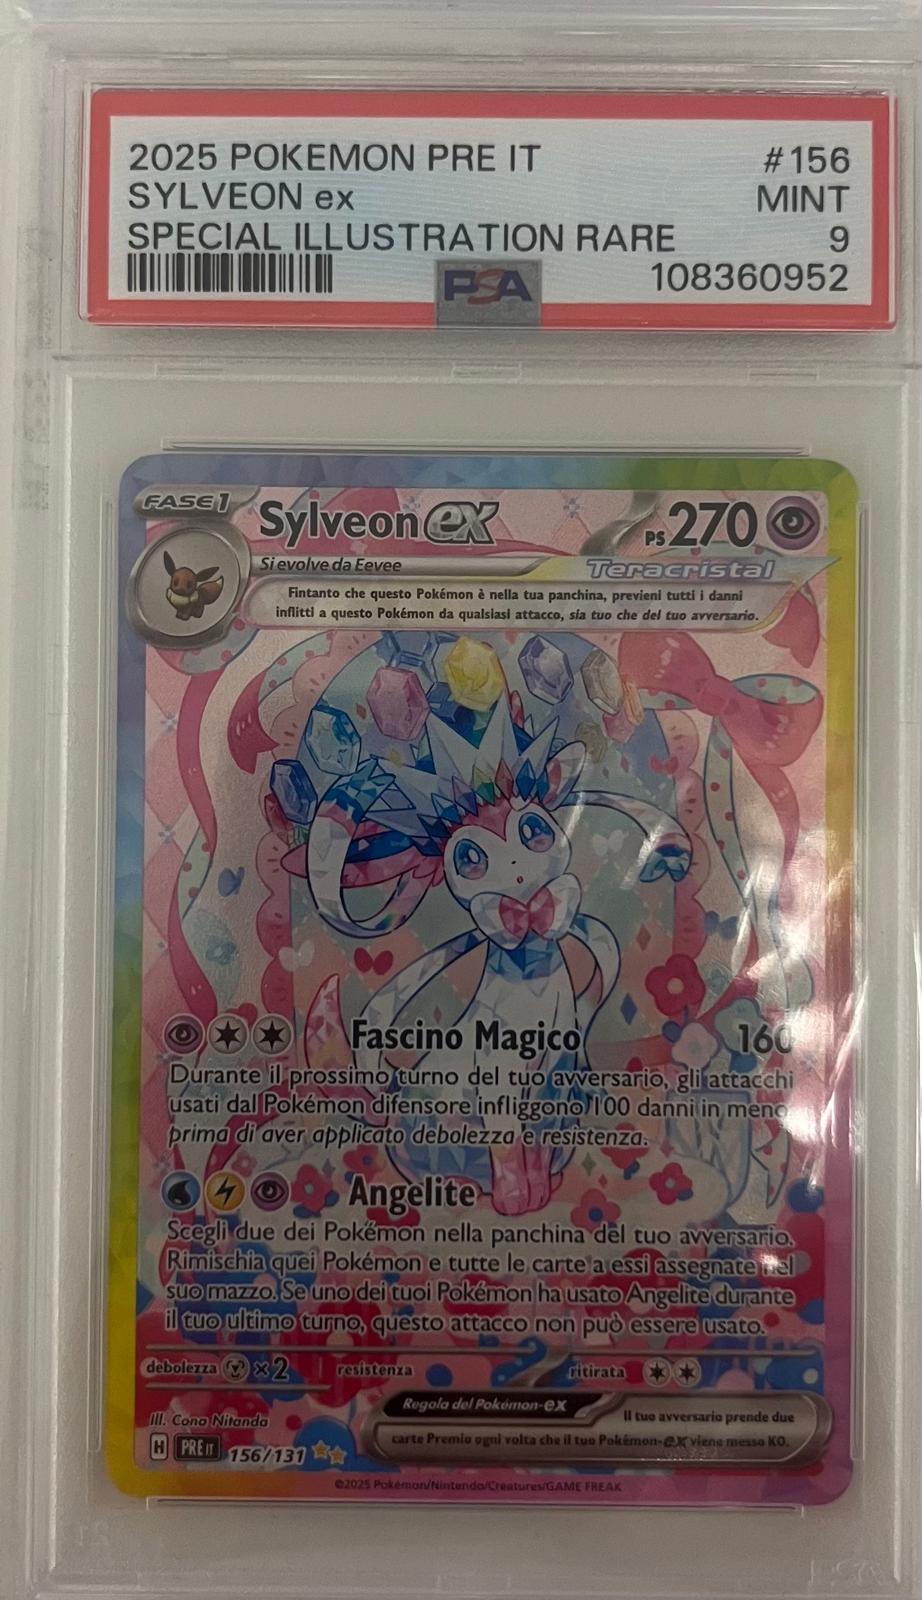 2025 POKEMON PRE IT #156
SYLVEON ex MINT
SPECIAL ILLUSTRATION RARE 9
PSA 108360952
FASE 1 Sylveon ex PS 270
Si evolve da Eevee Teracristal
Fintanto che questo Pokémon è nella tua panchina, previeni tutti i danni
inflitti a questo Pokémon da qualsiasi attacco, sia tuo che del tuo avversario.
Fascino Magico 160
Durante il prossimo turno del tuo avversario, gli attacchi
usati dal Pokémon difensore infliggono 100 danni in meno
prima di aver applicato debolezza e resistenza.
Angelite
Scegli due dei Pokémon nella panchina del tuo avversario.
Rimischia quei Pokémon e tutte le carte a essi assegnate nel
suo mazzo. Se uno dei tuoi Pokémon ha usato Angelite durante
il tuo ultimo turno, questo attacco non può essere usato.
debolezza ×2 resistenza ritirata
Regola del Pokémon-ex
Il tuo avversario prende due
carte Premio ogni volta che il tuo Pokémon-ex viene messo KO.
Ill. Cona Nitanda
H PRE IT 156/131
©2025 Pokémon/Nintendo/Creatures/GAME FREAK